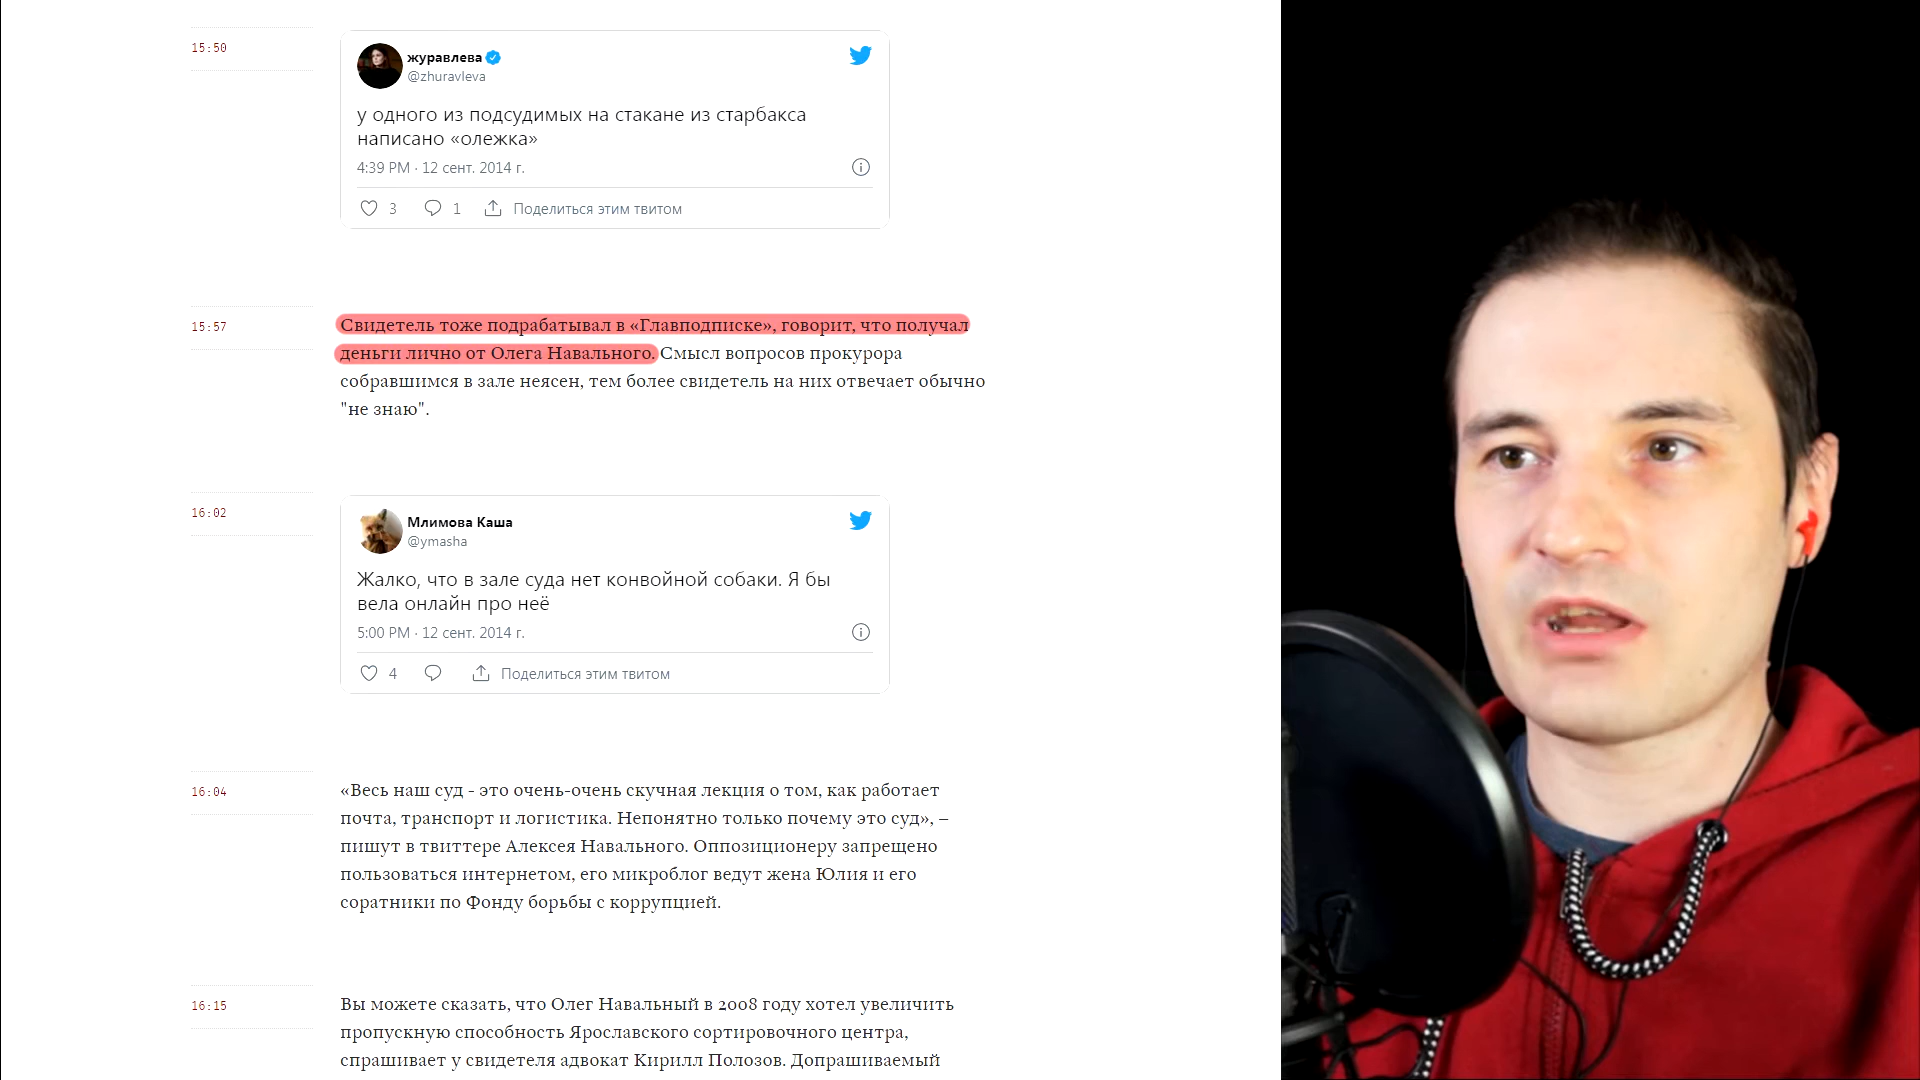 15:50
журавлева
@zhuravleva
у одного из подсудимых на стакане из старбакса
написано «олежка»
4:39 PM · 12 сент. 2014 г.
3 1 Поделиться этим твитом
15:57
Свидетель тоже подрабатывал в «Главподписке», говорит, что получал
деньги лично от Олега Навального. Смысл вопросов прокурора
собравшимся в зале неясен, тем более свидетель на них отвечает обычно
"не знаю".
16:02
Млимова Каша
@ymasha
Жалко, что в зале суда нет конвойной собаки. Я бы
вела онлайн про неё
5:00 PM · 12 сент. 2014 г.
4 Поделиться этим твитом
16:04
«Весь наш суд - это очень-очень скучная лекция о том, как работает
почта, транспорт и логистика. Непонятно только почему это суд», –
пишут в твиттере Алексея Навального. Оппозиционеру запрещено
пользоваться интернетом, его микроблог ведут жена Юлия и его
соратники по Фонду борьбы с коррупцией.
16:15
Вы можете сказать, что Олег Навальный в 2008 году хотел увеличить
пропускную способность Ярославского сортировочного центра,
спрашивает у свидетеля адвокат Кирилл Полозов. Допрашиваемый